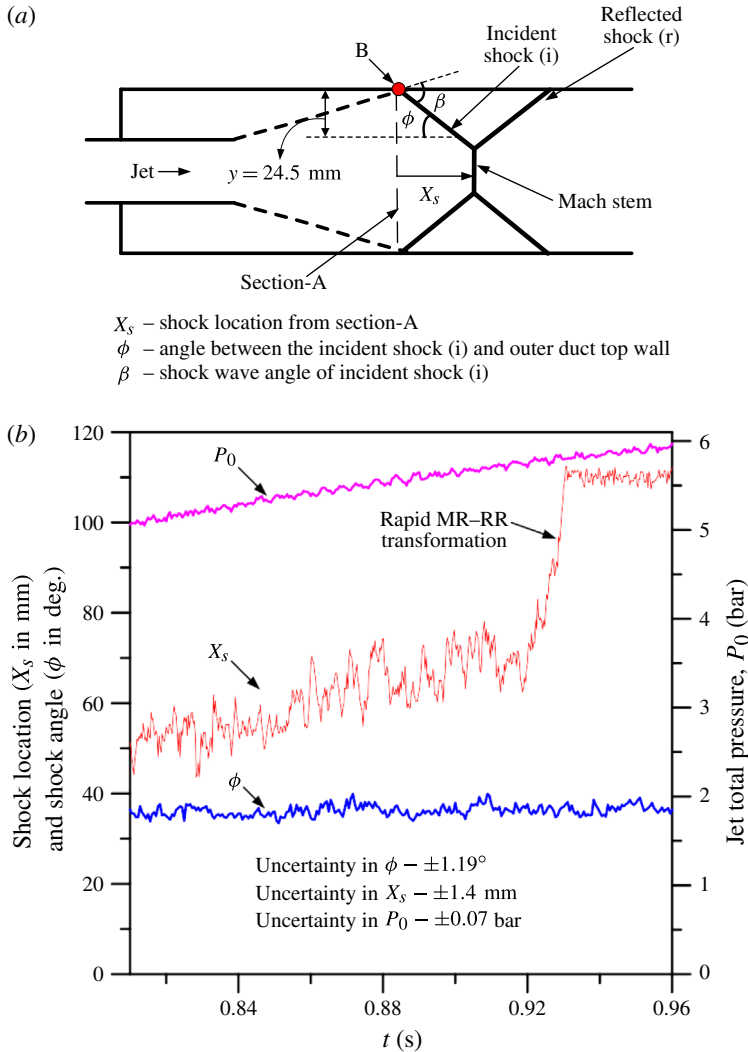 (a)
B
Incident
shock (i)
Reflected
shock (r)
ϕ
β
Jet
y = 24.5 mm
X_s
Mach stem
Section-A
X_s – shock location from section-A
ϕ – angle between the incident shock (i) and outer duct top wall
β – shock wave angle of incident shock (i)
(b)
120
100
80
60
40
20
0
Shock location (X_s in mm)
and shock angle (ϕ in deg.)
P_0
Rapid MR–RR
transformation
X_s
ϕ
Uncertainty in ϕ – ±1.19°
Uncertainty in X_s – ±1.4 mm
Uncertainty in P_0 – ±0.07 bar
6
5
4
3
2
1
0
Jet total pressure, P_0 (bar)
0.84
0.88
0.92
0.96
t (s)